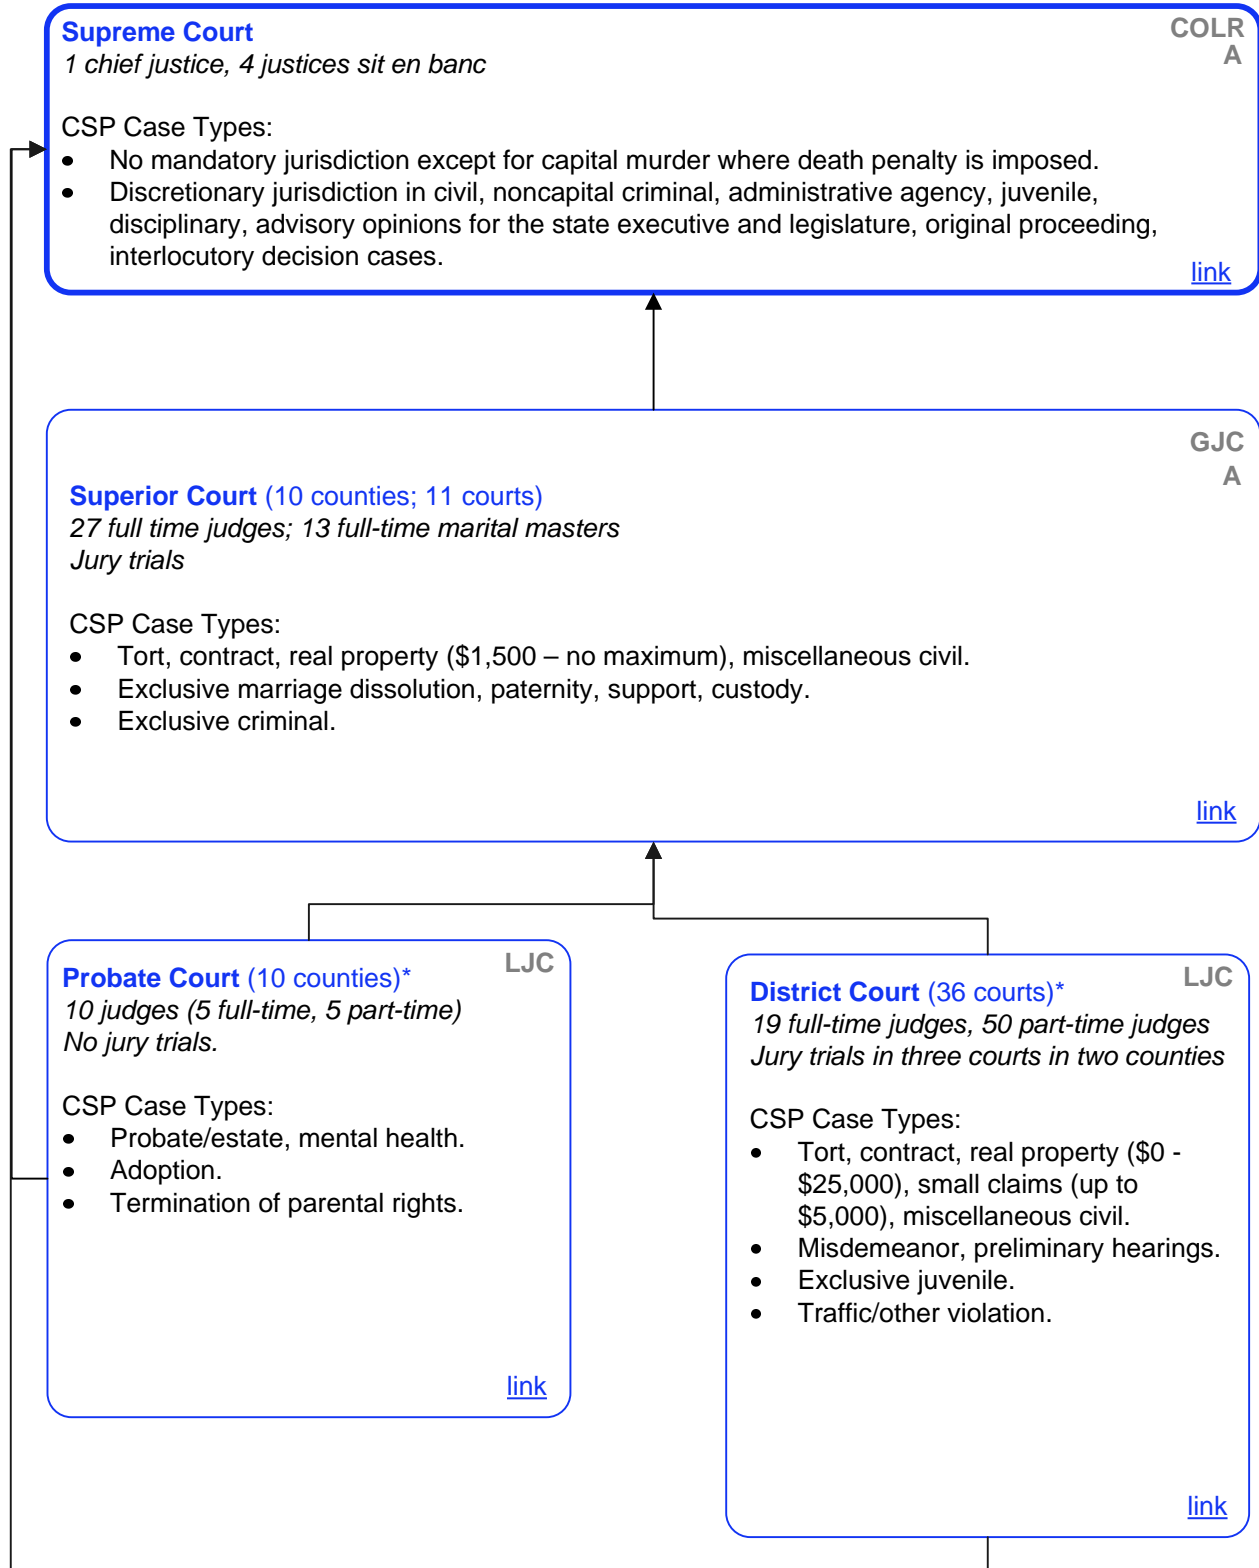 Supreme Court
COLR
1 chief justice, 4 justices sit en banc
A
CSP Case Types:
• No mandatory jurisdiction except for capital murder where death penalty is imposed.
• Discretionary jurisdiction in civil, noncapital criminal, administrative agency, juvenile,
disciplinary, advisory opinions for the state executive and legislature, original proceeding,
interlocutory decision cases.
link
GJC
A
Superior Court (10 counties; 11 courts)
27 full time judges; 13 full-time marital masters
Jury trials
CSP Case Types:
• Tort, contract, real property ($1,500 – no maximum), miscellaneous civil.
• Exclusive marriage dissolution, paternity, support, custody.
• Exclusive criminal.
link
LJC
Probate Court (10 counties)*
10 judges (5 full-time, 5 part-time)
No jury trials.
CSP Case Types:
• Probate/estate, mental health.
• Adoption.
• Termination of parental rights.
link
LJC
District Court (36 courts)*
19 full-time judges, 50 part-time judges
Jury trials in three courts in two counties
CSP Case Types:
• Tort, contract, real property ($0 -
$25,000), small claims (up to
$5,000), miscellaneous civil.
• Misdemeanor, preliminary hearings.
• Exclusive juvenile.
• Traffic/other violation.
link